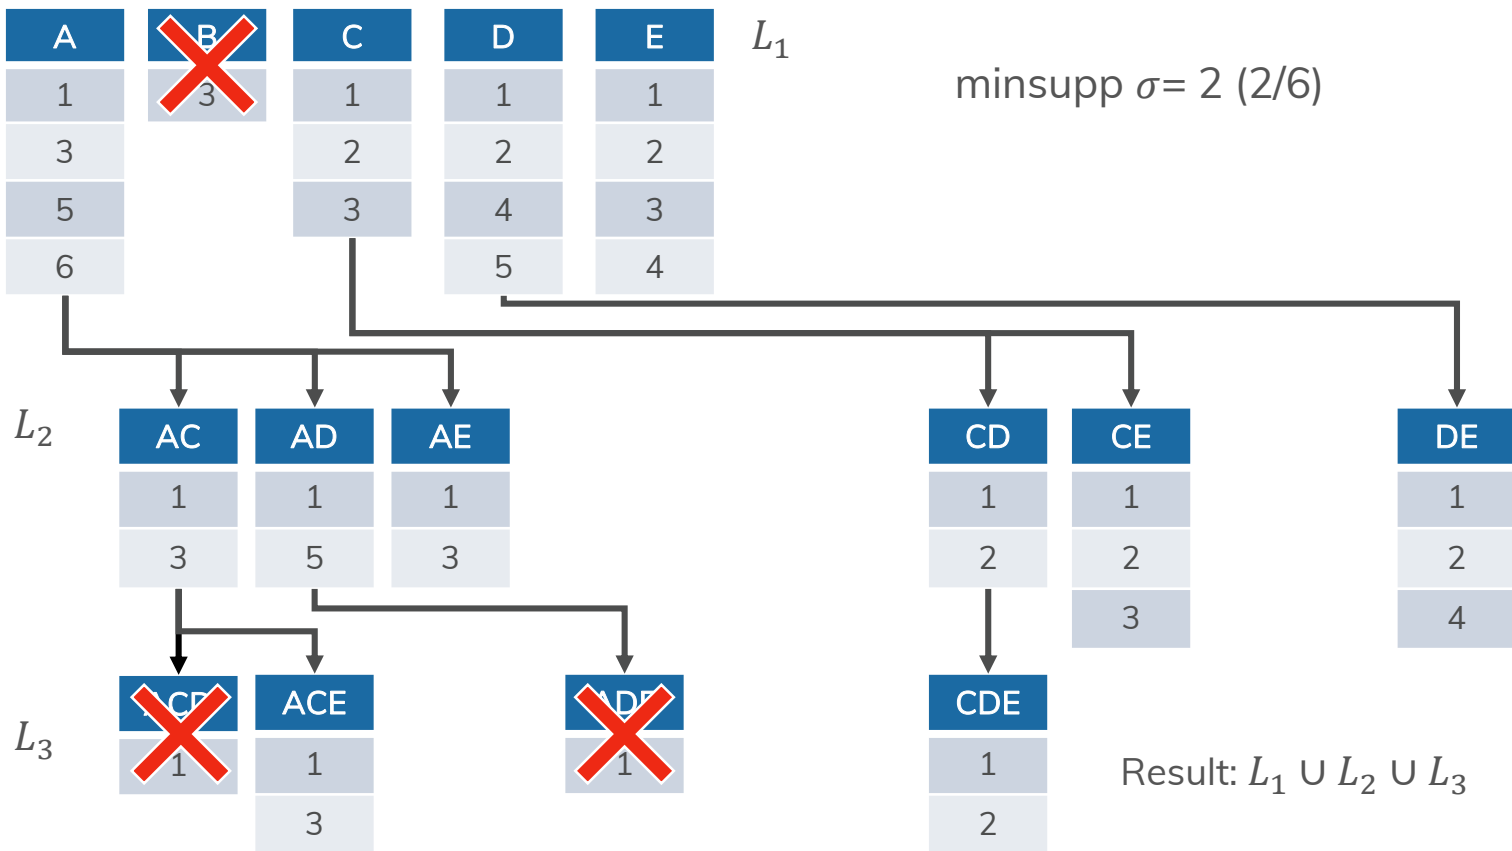 A B C D E L₁
minsupp σ= 2 (2/6)
1 3 1 1 1
3 2 2 2
5 3 4 3
6 5 4
L₂
AC AD AE CD CE DE
1 1 1 1 1 1
3 5 3 2 2 2
3 4
L₃
ACD ACE ADE CDE
1 1 1 1
3 2
Result: L₁ ∪ L₂ ∪ L₃